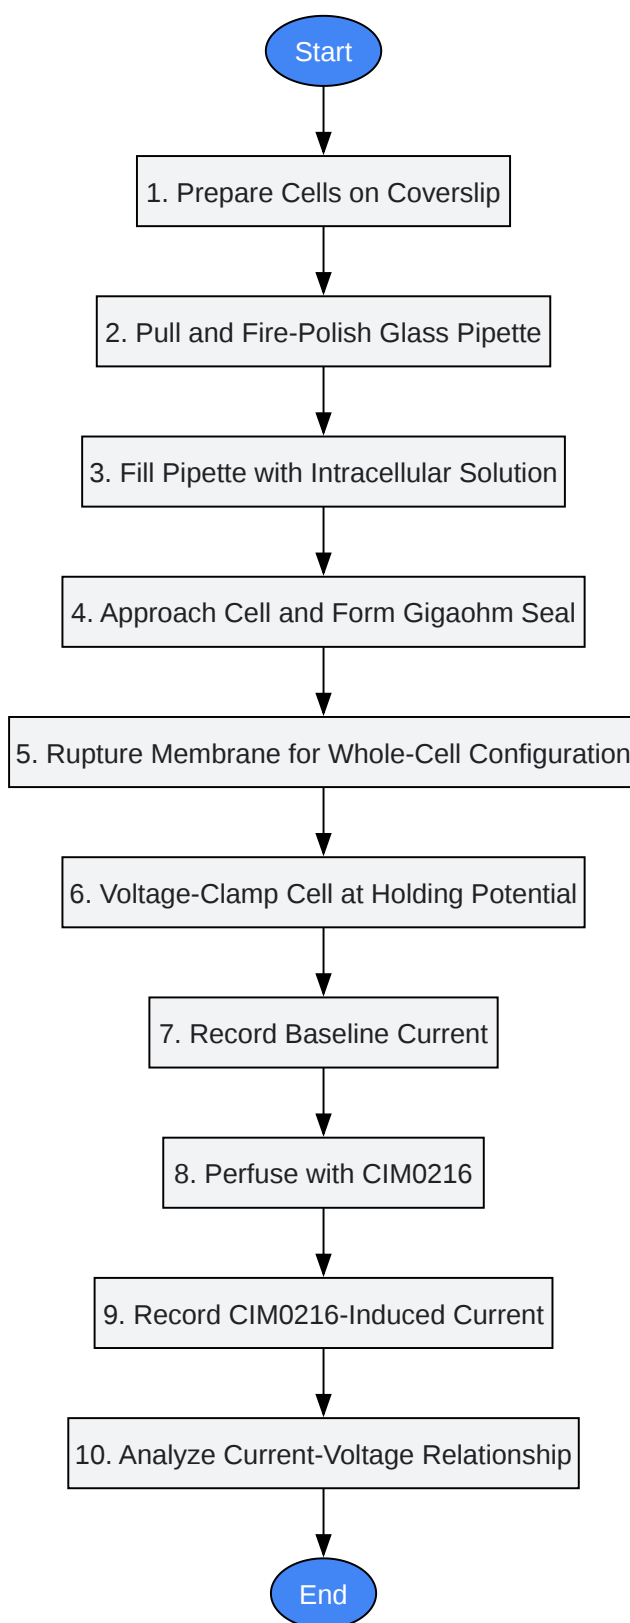 Start
1. Prepare Cells on Coverslip
2. Pull and Fire-Polish Glass Pipette
3. Fill Pipette with Intracellular Solution
4. Approach Cell and Form Gigaohm Seal
5. Rupture Membrane for Whole-Cell Configuration
6. Voltage-Clamp Cell at Holding Potential
7. Record Baseline Current
8. Perfuse with CIM0216
9. Record CIM0216-Induced Current
10. Analyze Current-Voltage Relationship
End